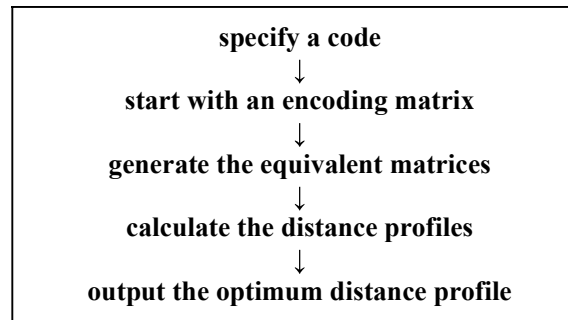 specify a code
↓
start with an encoding matrix
↓
generate the equivalent matrices
↓
calculate the distance profiles
↓
output the optimum distance profile